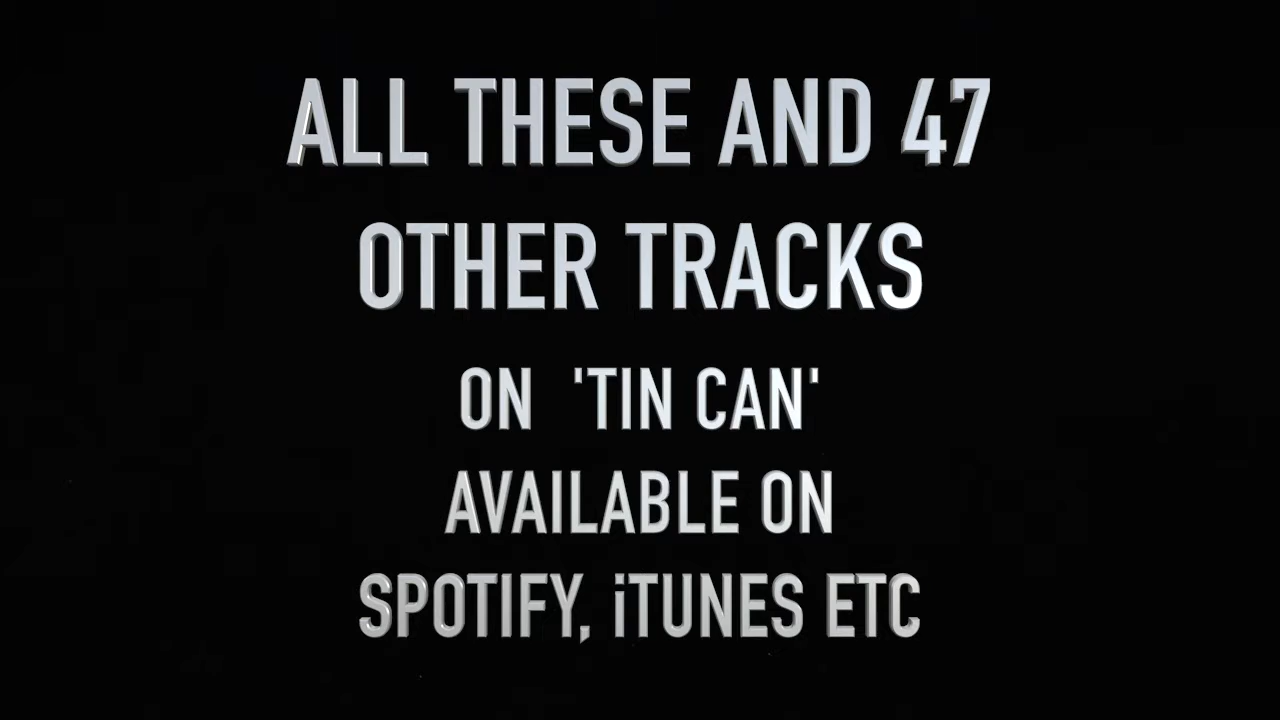 ALL THESE AND 47
OTHER TRACKS
ON 'TIN CAN'
AVAILABLE ON
SPOTIFY, iTUNES ETC